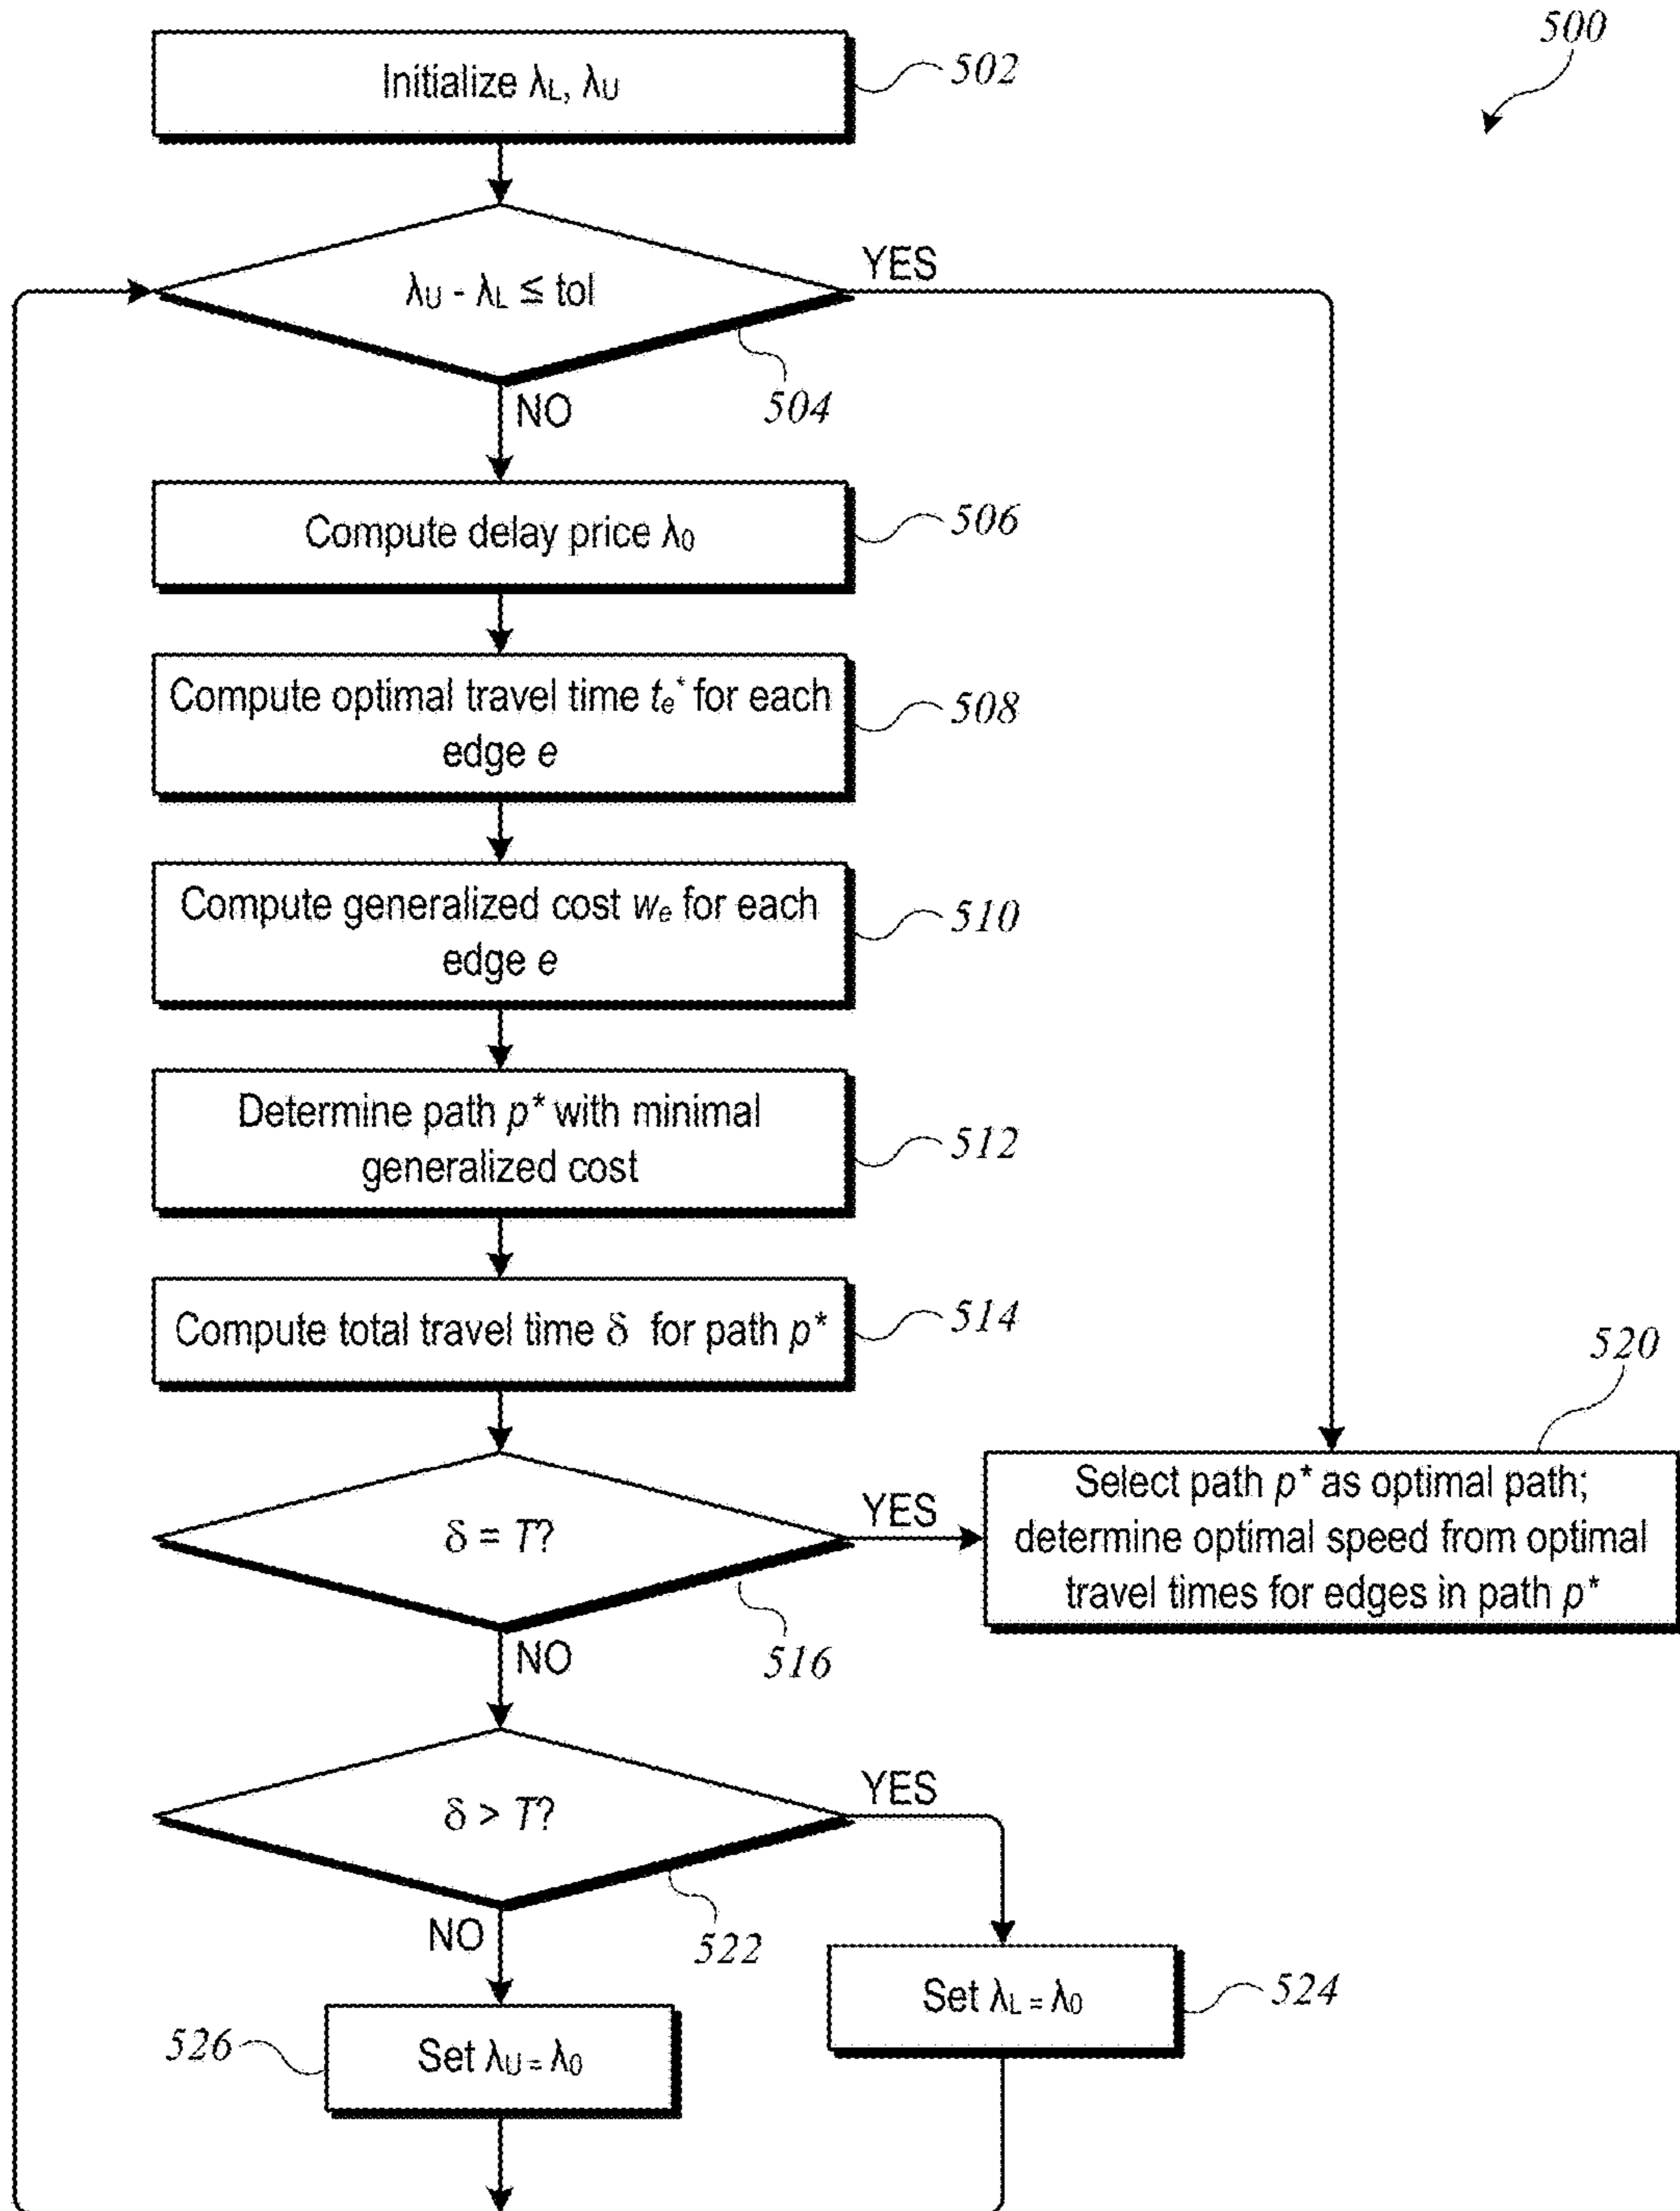 500
Initialize λL, λU
502
λU - λL ≦ tol
YES
504
NO
Compute delay price λ0
506
Compute optimal travel time te* for each
edge e
508
Compute generalized cost we for each
edge e
510
Determine path p* with minimal
generalized cost
512
Compute total travel time δ for path p*
514
520
δ = T?
YES
516
NO
Select path p* as optimal path;
determine optimal speed from optimal
travel times for edges in path p*
δ > T?
YES
522
NO
Set λL = λ0
524
526
Set λU = λ0